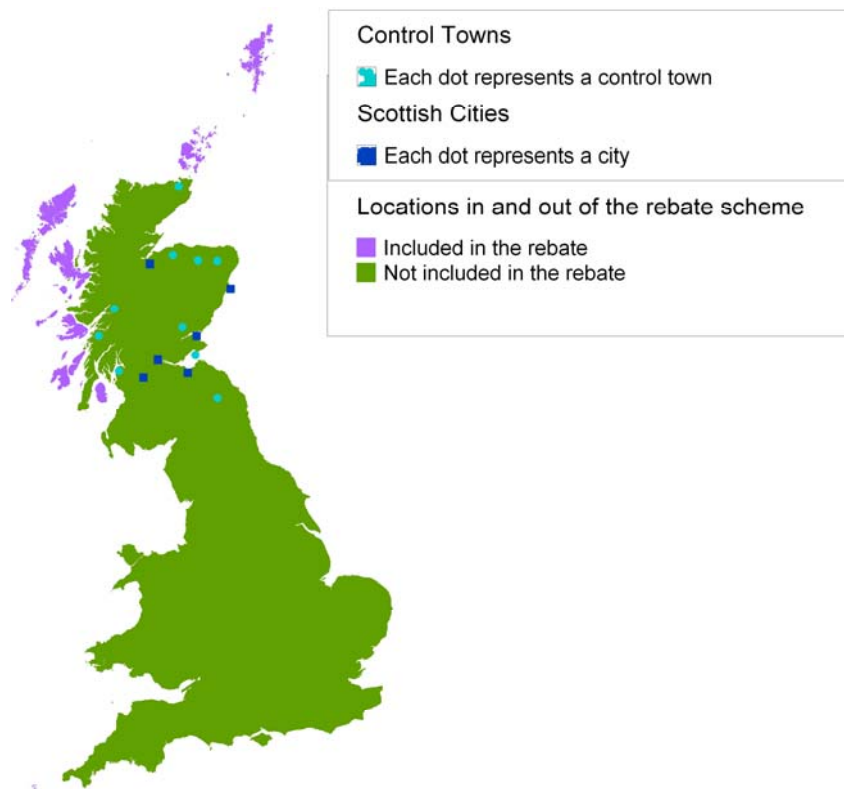 Control Towns
Each dot represents a control town
Scottish Cities
Each dot represents a city
Locations in and out of the rebate scheme
Included in the rebate
Not included in the rebate